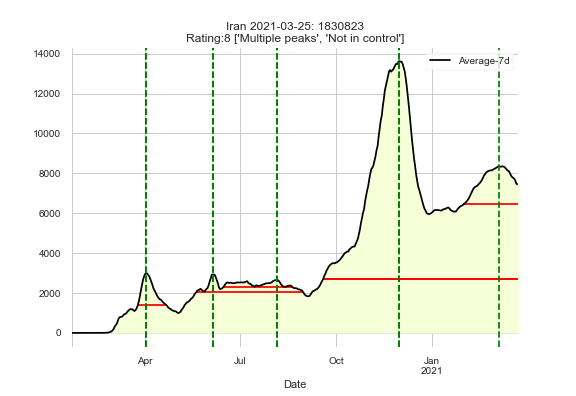 Iran 2021-03-25: 1830823
Rating:8 ['Multiple peaks', 'Not in control']
Average-7d
14000
12000
10000
8000
6000
4000
2000
0
Apr
Jul
Oct
Jan
2021
Date